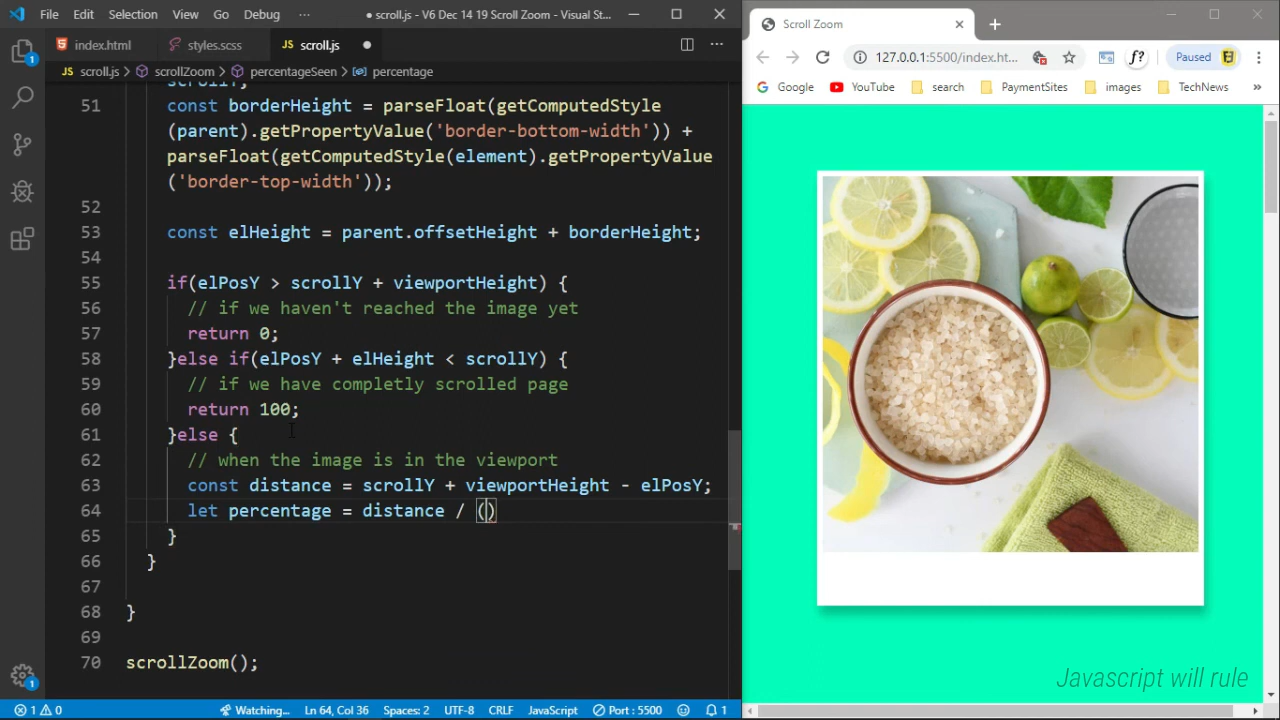 File Edit Selection View Go Debug ··· ● scroll.js - V6 Dec 14 19 Scroll Zoom - Visual St...
index.html styles.scss scroll.js ●
scroll.js > scrollZoom > percentageSeen > percentage
51 const borderHeight = parseFloat(getComputedStyle
(parent).getPropertyValue('border-bottom-width')) +
parseFloat(getComputedStyle(element).getPropertyValue
('border-top-width'));
52
53 const elHeight = parent.offsetHeight + borderHeight;
54
55 if(elPosY > scrollY + viewportHeight) {
56 // if we haven't reached the image yet
57 return 0;
58 }else if(elPosY + elHeight < scrollY) {
59 // if we have completly scrolled page
60 return 100;
61 }else {
62 // when the image is in the viewport
63 const distance = scrollY + viewportHeight - elPosY;
64 let percentage = distance / ()
65 }
66 }
67
68 }
69
70 scrollZoom();
1 0 Watching... Ln 64, Col 36 Spaces: 2 UTF-8 CRLF JavaScript Port : 5500 1
Scroll Zoom
127.0.0.1:5500/index.ht... f? Paused
Google YouTube search PaymentSites images TechNews »
Javascript will rule